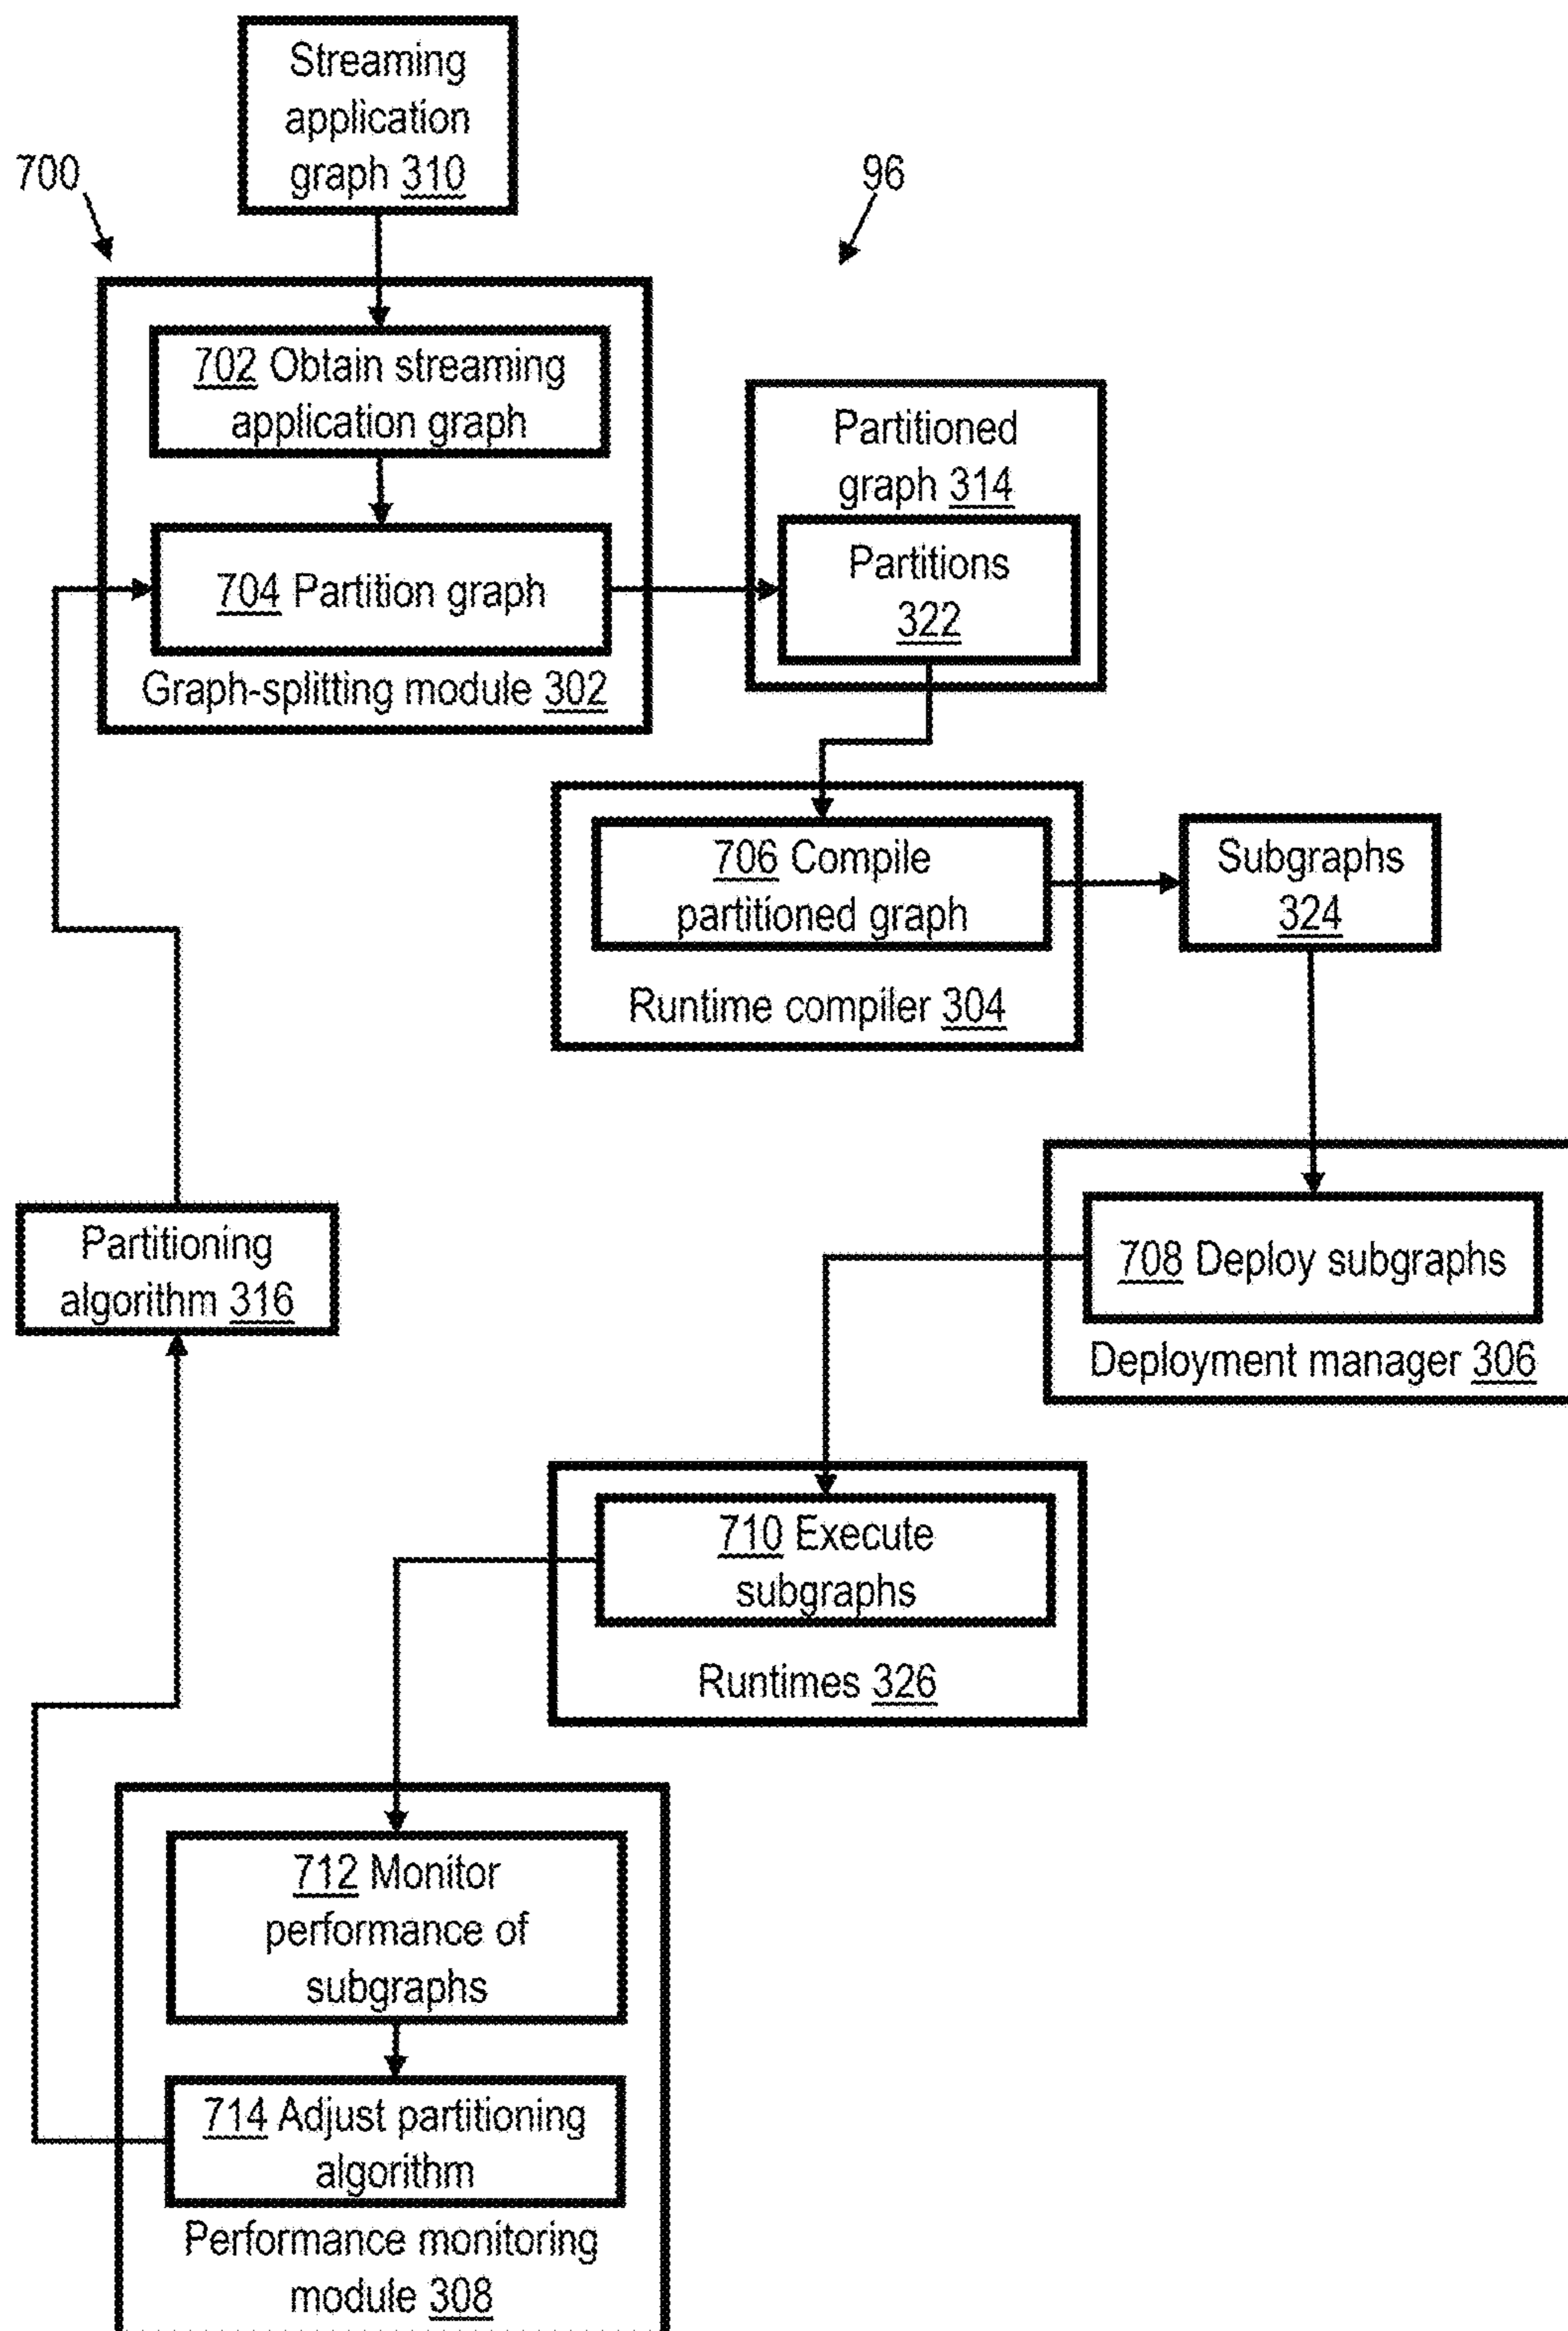 Streaming
application
graph 310
700
96
702 Obtain streaming
application graph
704 Partition graph
Graph-splitting module 302
Partitioned
graph 314
Partitions
322
706 Compile
partitioned graph
Runtime compiler 304
Subgraphs
324
Partitioning
algorithm 316
708 Deploy subgraphs
Deployment manager 306
710 Execute
subgraphs
Runtimes 326
712 Monitor
performance of
subgraphs
714 Adjust partitioning
algorithm
Performance monitoring
module 308